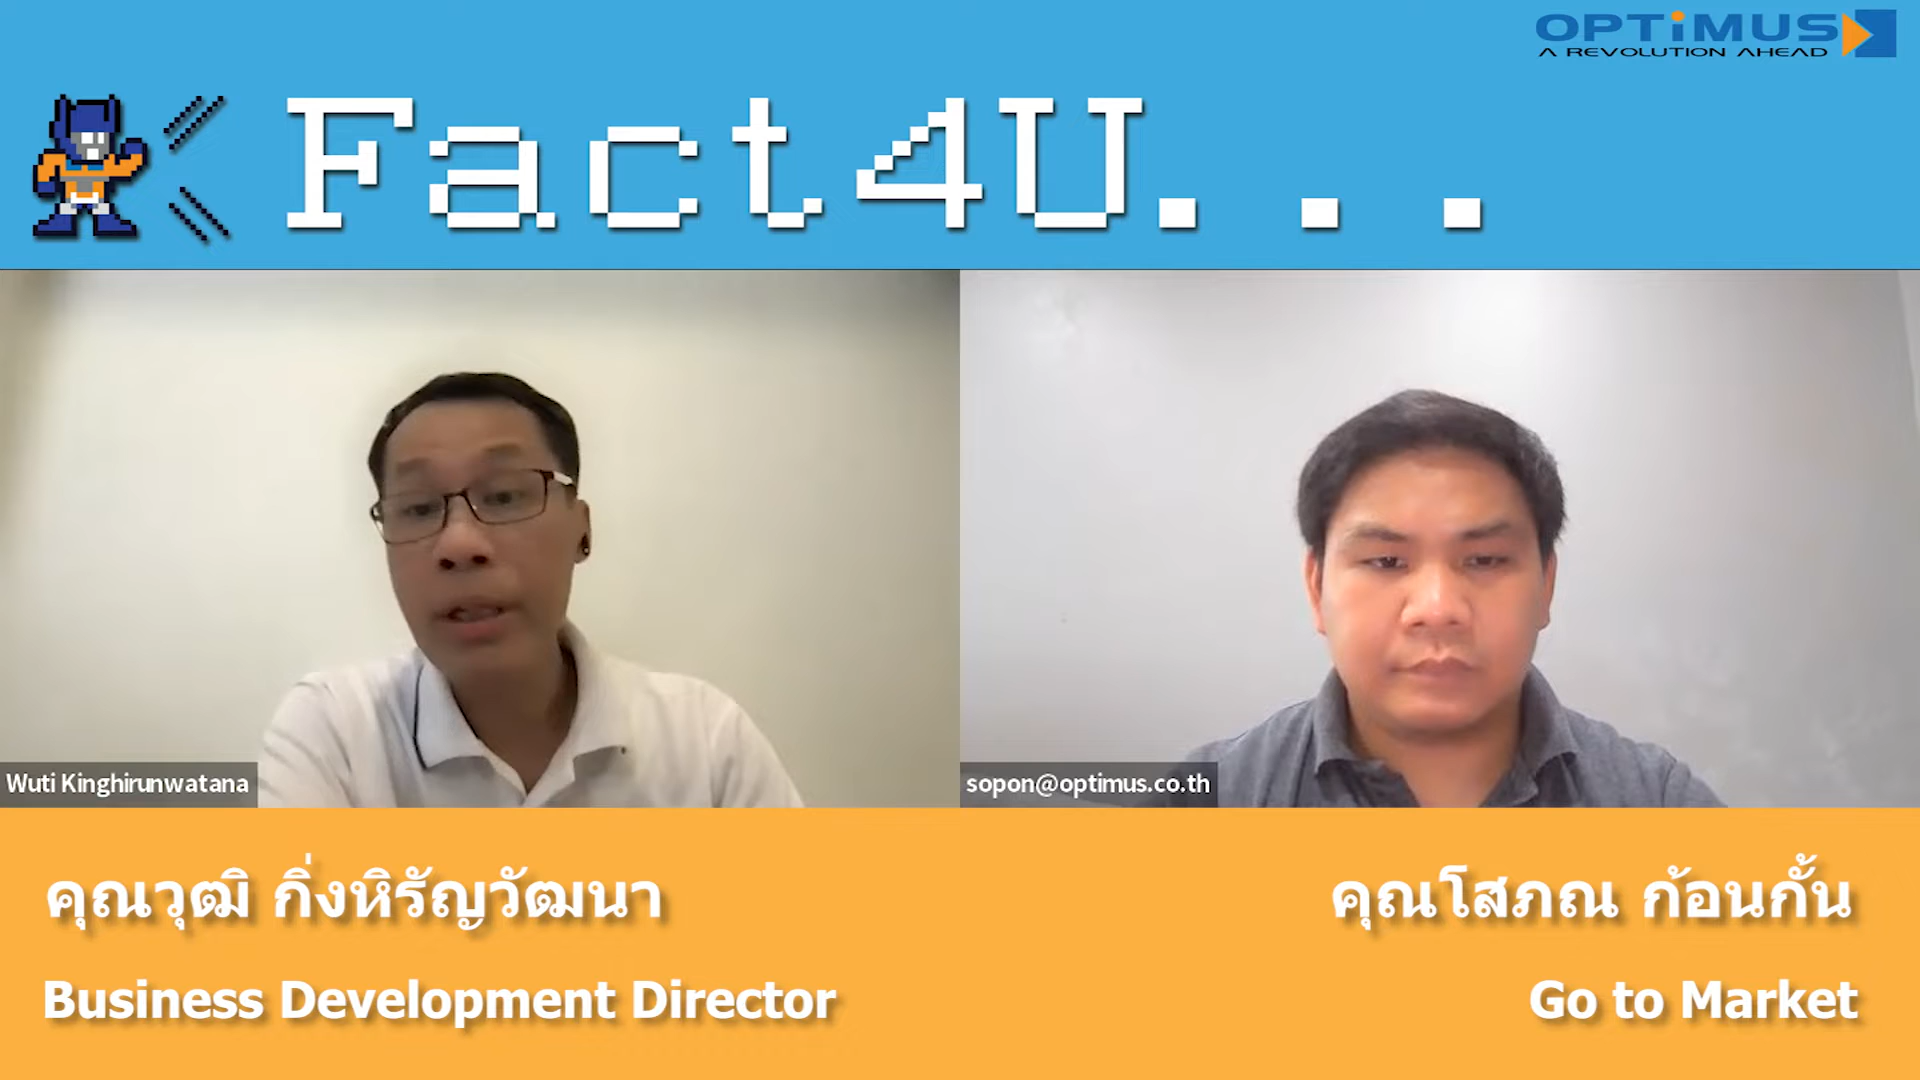 OPTiMUS
A REVOLUTION AHEAD
Fact4U...
Wuti Kinghirunwatana
sopon@optimus.co.th
คุณวุฒิ กิ่งหิรัญวัฒนา
คุณโสภณ ก้อนกั้น
Business Development Director
Go to Market